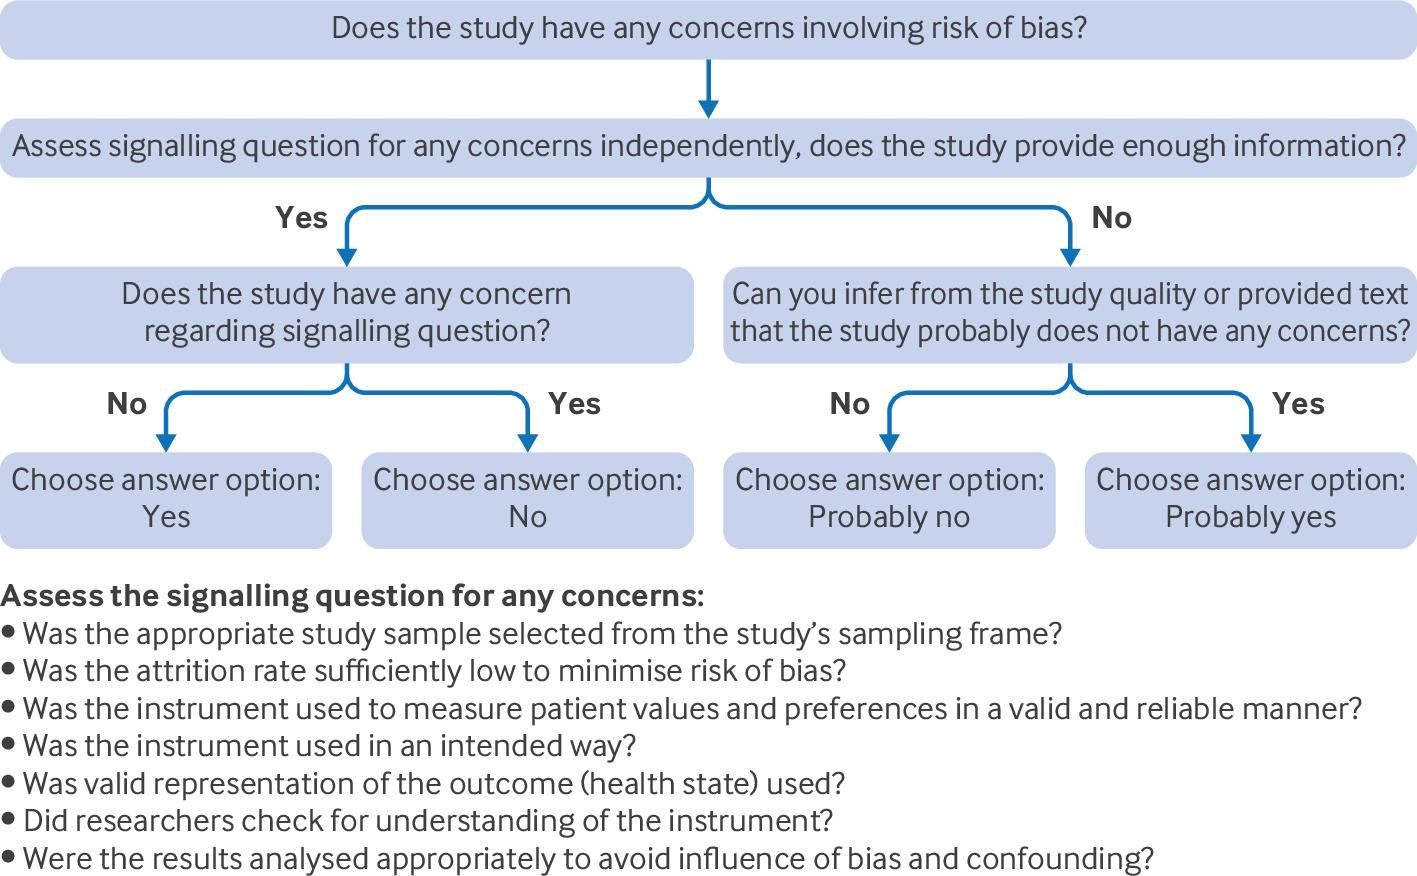 Does the study have any concerns involving risk of bias?
Assess signalling question for any concerns independently, does the study provide enough information?
Yes
No
Does the study have any concern
regarding signalling question?
Can you infer from the study quality or provided text
that the study probably does not have any concerns?
No
Yes
No
Yes
Choose answer option:
Yes
Choose answer option:
No
Choose answer option:
Probably no
Choose answer option:
Probably yes
Assess the signalling question for any concerns:
• Was the appropriate study sample selected from the study’s sampling frame?
• Was the attrition rate sufficiently low to minimise risk of bias?
• Was the instrument used to measure patient values and preferences in a valid and reliable manner?
• Was the instrument used in an intended way?
• Was valid representation of the outcome (health state) used?
• Did researchers check for understanding of the instrument?
• Were the results analysed appropriately to avoid influence of bias and confounding?